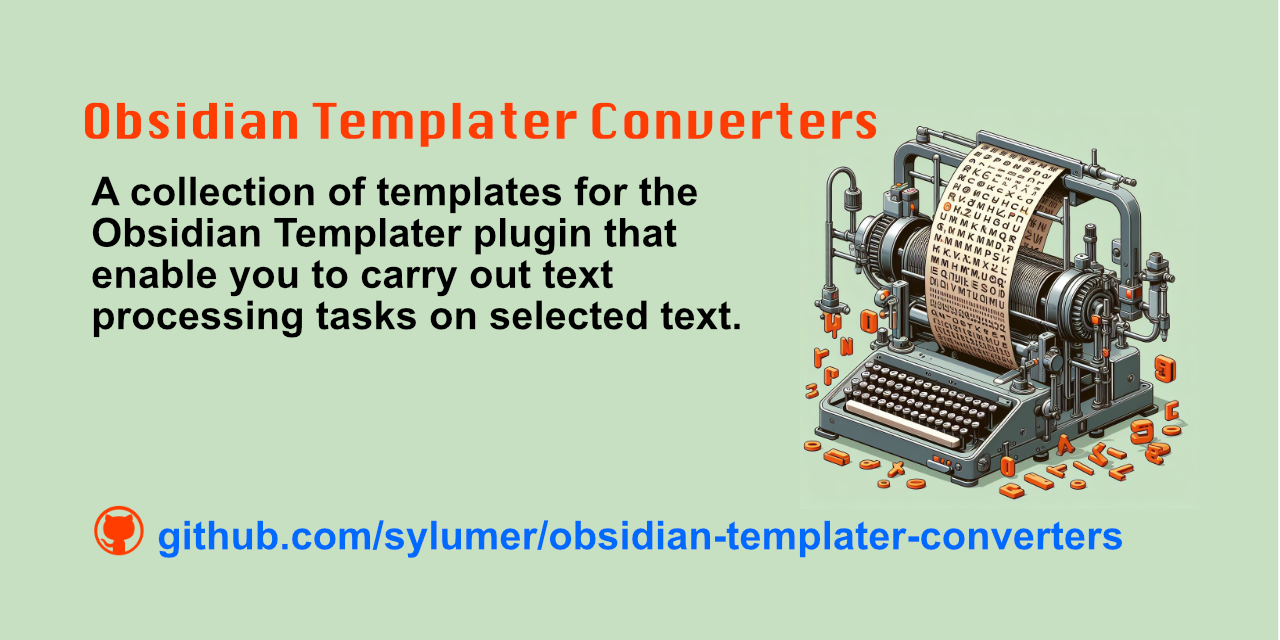 Obsidian Templater Converters
A collection of templates for the
Obsidian Templater plugin that
enable you to carry out text
processing tasks on selected text.
github.com/sylumer/obsidian-templater-converters